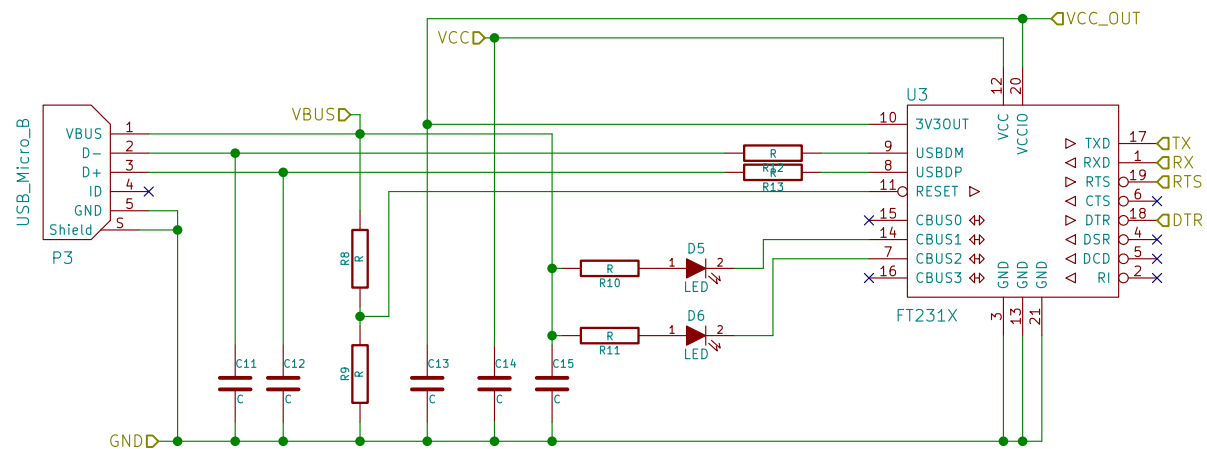 VCC_OUT
VCC
12
20
U3
VBUS
USB_Micro_B
VBUS 1
D- 2
D+ 3
ID 4
GND 5
Shield S
P3
10 3V3OUT
VCC
VCCIO
R
R12
9 USBDM
R
R13
8 USBDP
11 RESET
15 CBUS0
14 CBUS1
7 CBUS2
16 CBUS3
TXD 17 TX
RXD 1 RX
RTS 19 RTS
CTS 6
DTR 18 DTR
DSR 4
DCD 5
RI 2
GND
GND
GND
3
13
21
FT231X
R8
R
D5
R
R10
1
2
LED
D6
R
R11
1
2
LED
R9
R
C11
C
C12
C
C13
C
C14
C
C15
C
GND